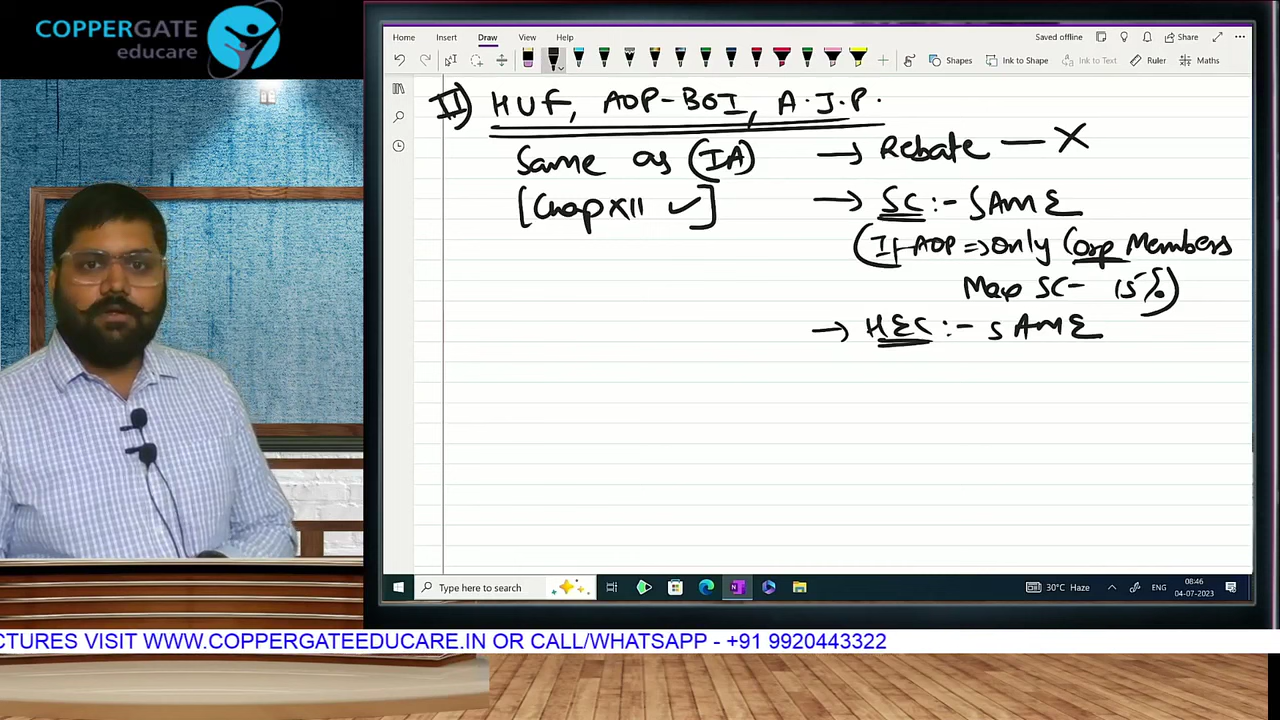 COPPERGATE
educare
Home Insert Draw View Help
Saved offline
Share
Shapes Ink to Shape Ink to Text Ruler Maths
II) HUF, AOP-BOI, A.J.P.
Same as (IA)
[Chap XII ✓]
→ Rebate — X
→ SC :- SAME
(If AOP => only Corp Members
Max SC - 15%)
→ HEC :- SAME
Type here to search
30°C Haze
ENG
08:46
04-07-2023
CTURES VISIT WWW.COPPERGATEEDUCARE.IN OR CALL/WHATSAPP - +91 9920443322